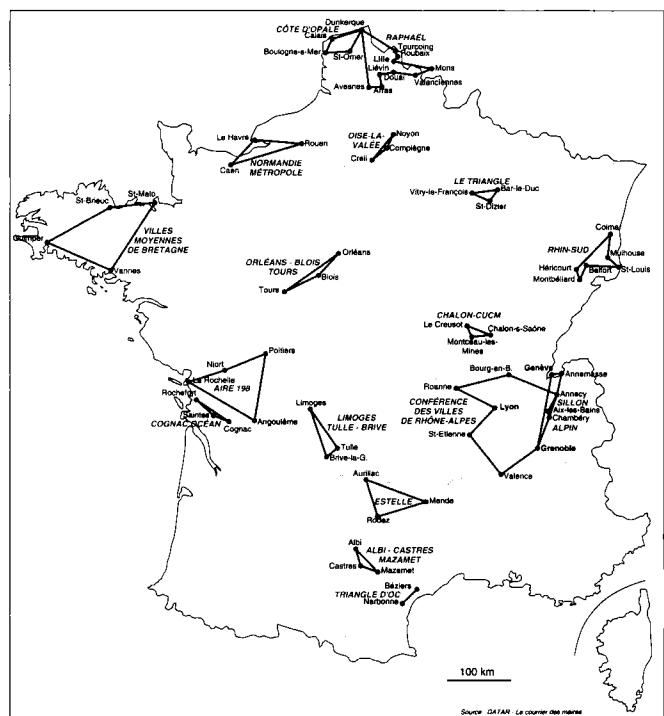 Dunkerque
CÔTE D'OPALE
Calais
RAPHAËL
Tourcoing
Roubaix
Boulogne-s-Mer
St-Omer
Lille
Liévin
Mons
Douai
Valenciennes
Avesnes
Arras
Le Havre
Rouen
OISE-LA-
VALÉE
Noyon
Compiègne
Creil
Caen
NORMANDIE
MÉTROPOLE
LE TRIANGLE
Vitry-le-François
Bar-le-Duc
St-Dizier
St-Brieuc
St-Malo
Quimper
VILLES
MOYENNES
DE BRETAGNE
Vannes
Colmar
RHIN-SUD
Mulhouse
Héricourt
Belfort
St-Louis
Montbéliard
ORLÉANS - BLOIS
TOURS
Orléans
Blois
Tours
CHALON-CUCM
Le Creusot
Chalon-s-Saône
Montceau-les-
Mines
Poitiers
Niort
La Rochelle
AIRE 198
Rochefort
Saintes
COGNAC OCÉAN
Cognac
Angoulême
Bourg-en-B.
Genève
Annemasse
Roanne
CONFÉRENCE
DES VILLES
DE RHÔNE-ALPES
Lyon
Annecy
SILLON
Aix-les-Bains
Chambéry
ALPIN
St-Etienne
Grenoble
Valence
Limoges
LIMOGES
TULLE - BRIVE
Tulle
Brive-la-G.
Aurillac
ESTELLE
Mende
Rodez
Albi
ALBI - CASTRES
MAZAMET
Castres
Mazamet
Béziers
TRIANGLE D'OC
Narbonne
100 km
Source DATAR - Le courrier des maires